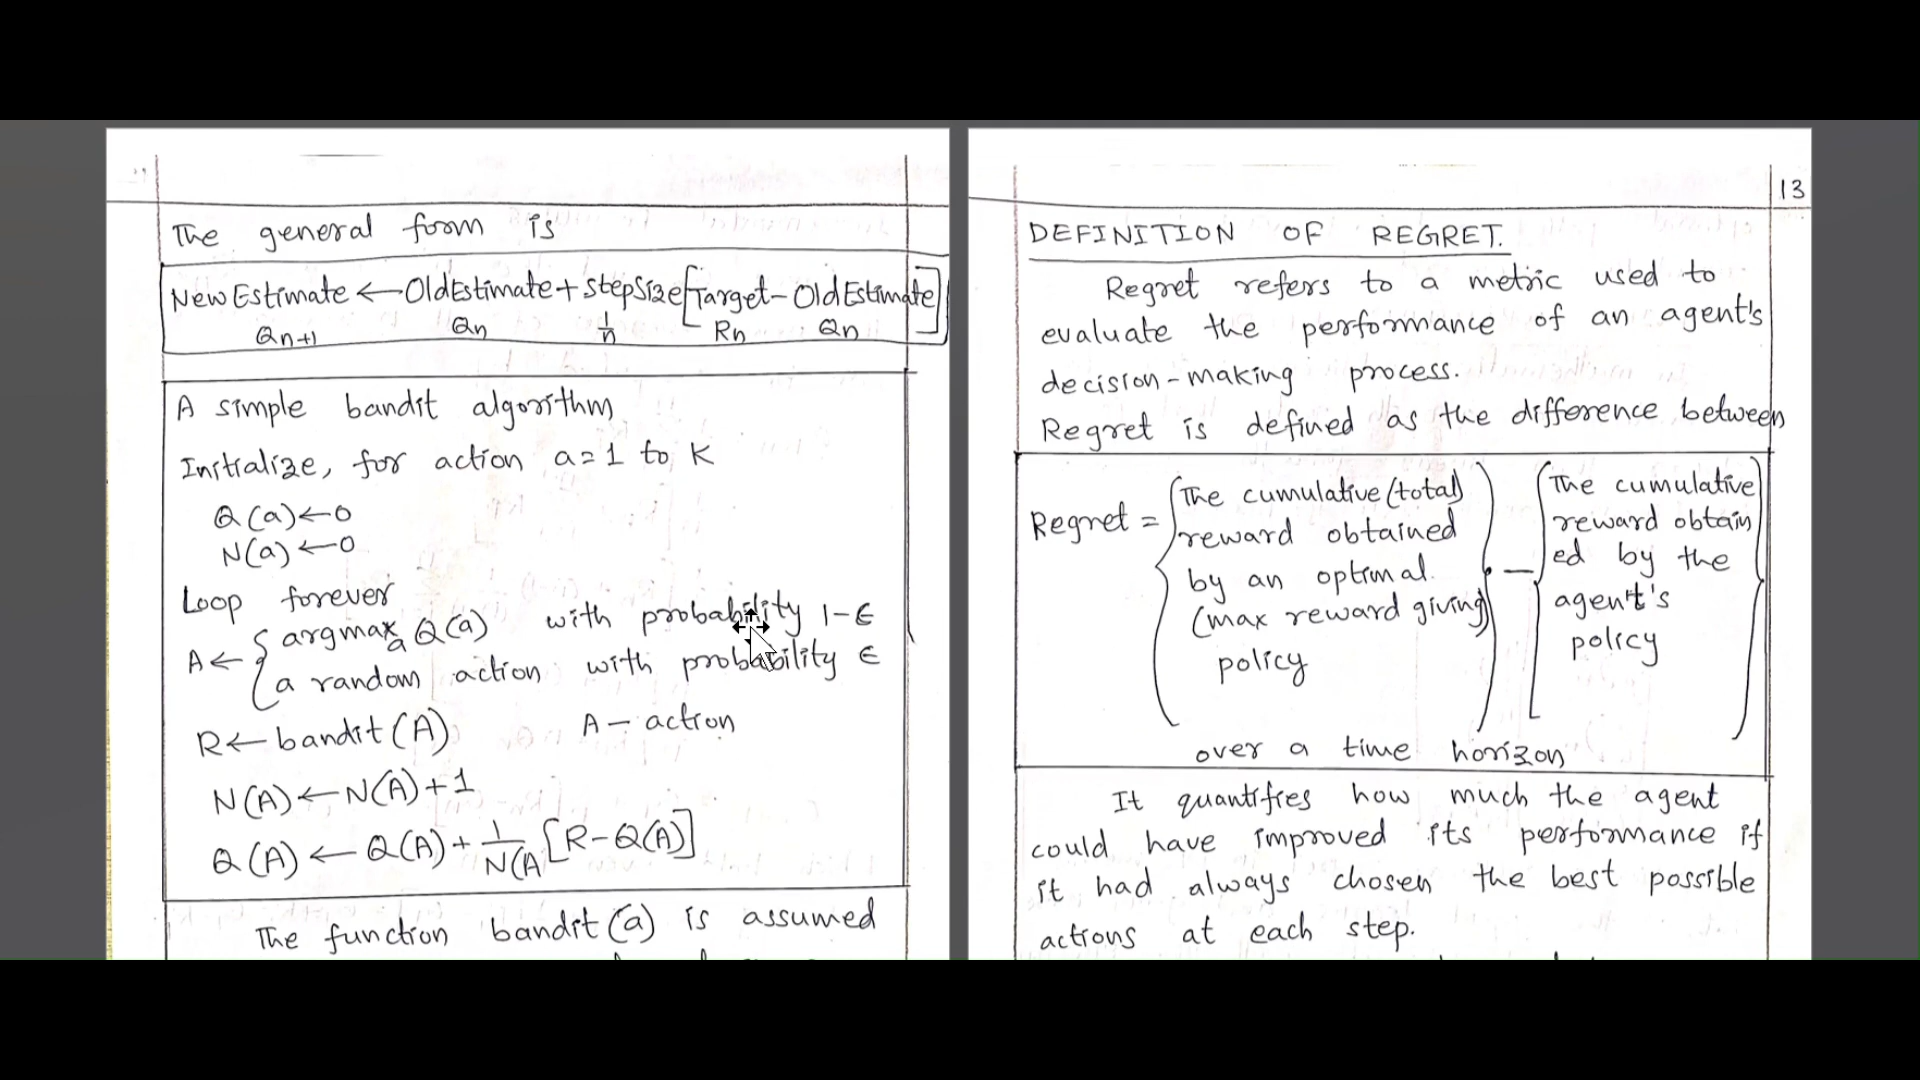 The general form is
NewEstimate ← OldEstimate + StepSize [Target - OldEstimate]
Qn+1 Qn 1/n Rn Qn
A simple bandit algorithm
Initialize, for action a = 1 to K
Q(a) ← 0
N(a) ← 0
Loop forever
A ← { argmax_a Q(a) with probability 1-ϵ
a random action with probability ϵ
R ← bandit (A) A - action
N(A) ← N(A) + 1
Q(A) ← Q(A) + 1/N(A [R - Q(A)]
The function bandit (a) is assumed
13
DEFINITION OF REGRET.
Regret refers to a metric used to
evaluate the performance of an agent's
decision-making process.
Regret is defined as the difference between
Regret = { The cumulative (total) reward obtained by an optimal (max reward giving) policy } - { The cumulative reward obtained by the agent's policy }
over a time horizon
It quantifies how much the agent
could have improved its performance if
it had always chosen the best possible
actions at each step.